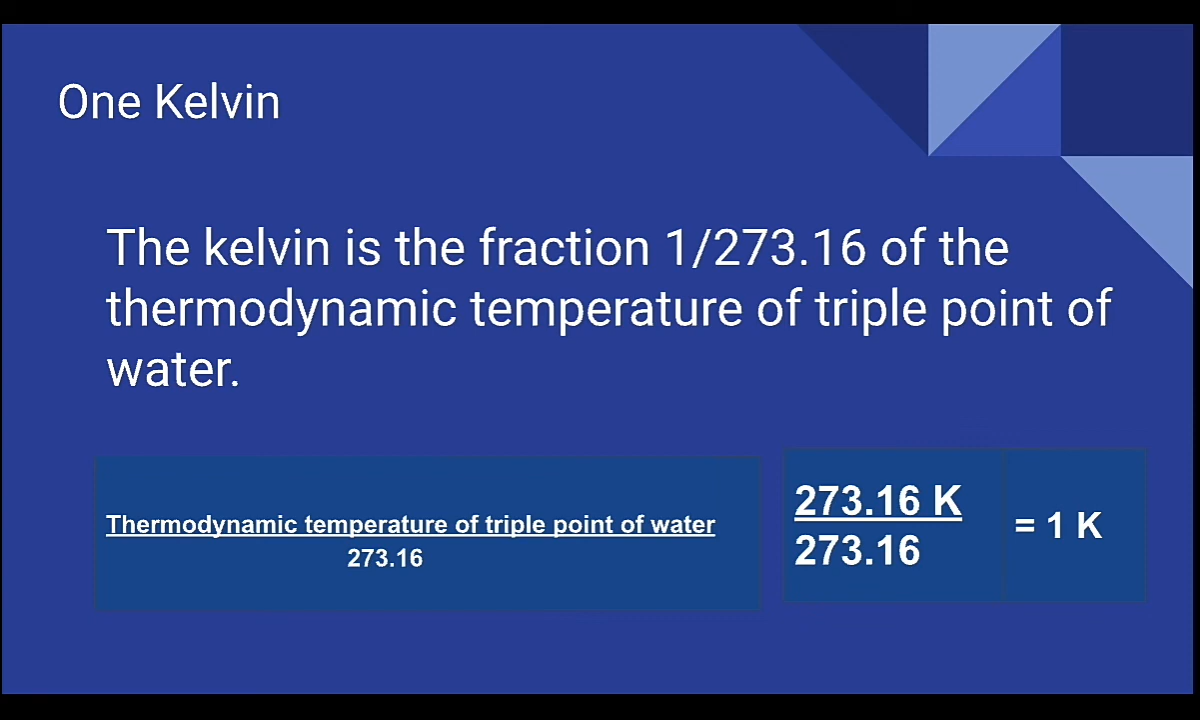 One Kelvin
The kelvin is the fraction 1/273.16 of the
thermodynamic temperature of triple point of
water.
Thermodynamic temperature of triple point of water
273.16
273.16 K
273.16
= 1 K